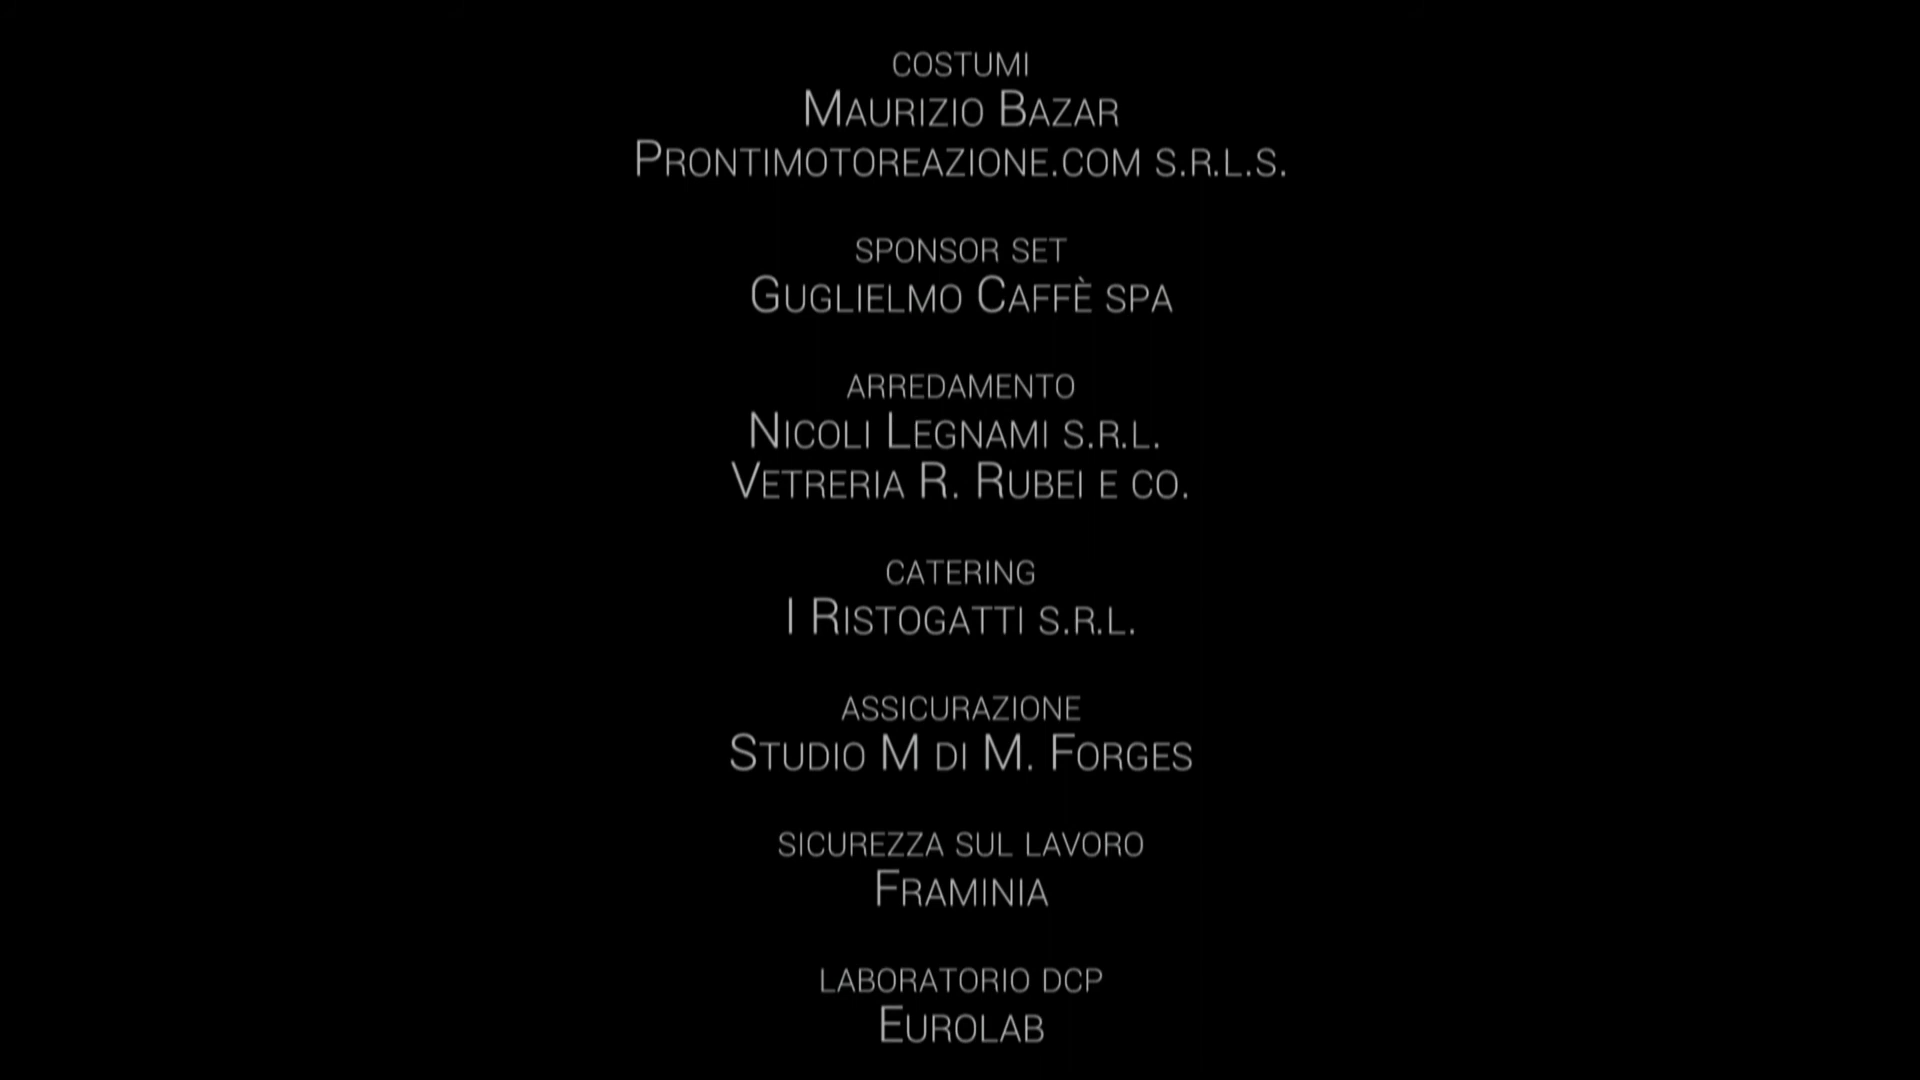 COSTUMI
MAURIZIO BAZAR
PRONTIMOTOREAZIONE.COM S.R.L.S.
SPONSOR SET
GUGLIELMO CAFFÈ SPA
ARREDAMENTO
NICOLI LEGNAMI S.R.L.
VETRERIA R. RUBEI E CO.
CATERING
I RISTOGATTI S.R.L.
ASSICURAZIONE
STUDIO M DI M. FORGES
SICUREZZA SUL LAVORO
FRAMINIA
LABORATORIO DCP
EUROLAB